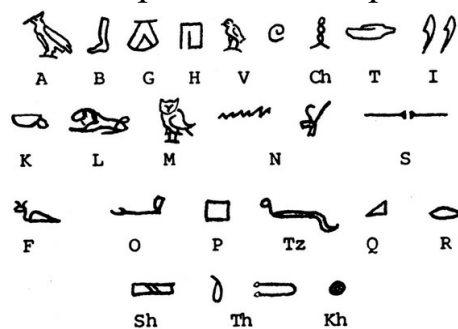 A B G H V Ch T I
K L M N S
F O P Tz Q R
Sh Th Kh